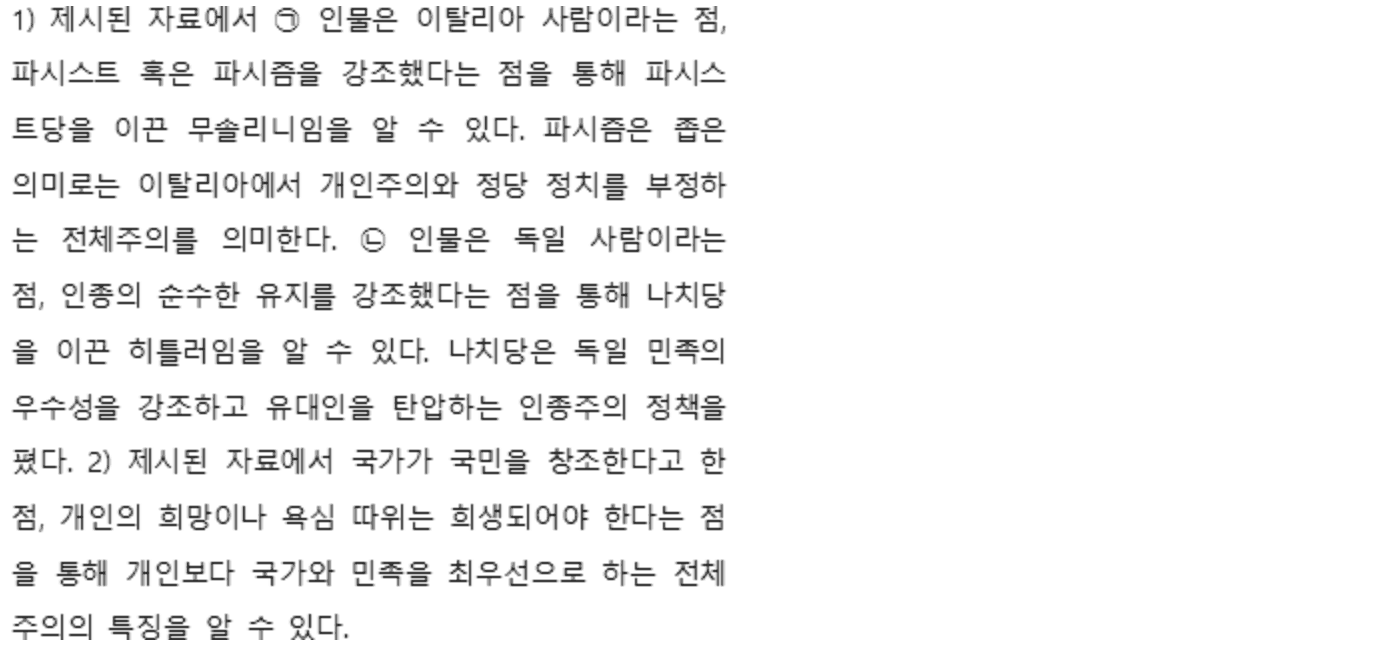 1) 제시된 자료에서 ㉠ 인물은 이탈리아 사람이라는 점,
파시스트 혹은 파시즘을 강조했다는 점을 통해 파시스
트당을 이끈 무솔리니임을 알 수 있다. 파시즘은 좁은
의미로는 이탈리아에서 개인주의와 정당 정치를 부정하
는 전체주의를 의미한다. ㉡ 인물은 독일 사람이라는
점, 인종의 순수한 유지를 강조했다는 점을 통해 나치당
을 이끈 히틀러임을 알 수 있다. 나치당은 독일 민족의
우수성을 강조하고 유대인을 탄압하는 인종주의 정책을
폈다. 2) 제시된 자료에서 국가가 국민을 창조한다고 한
점, 개인의 희망이나 욕심 따위는 희생되어야 한다는 점
을 통해 개인보다 국가와 민족을 최우선으로 하는 전체
주의의 특징을 알 수 있다.